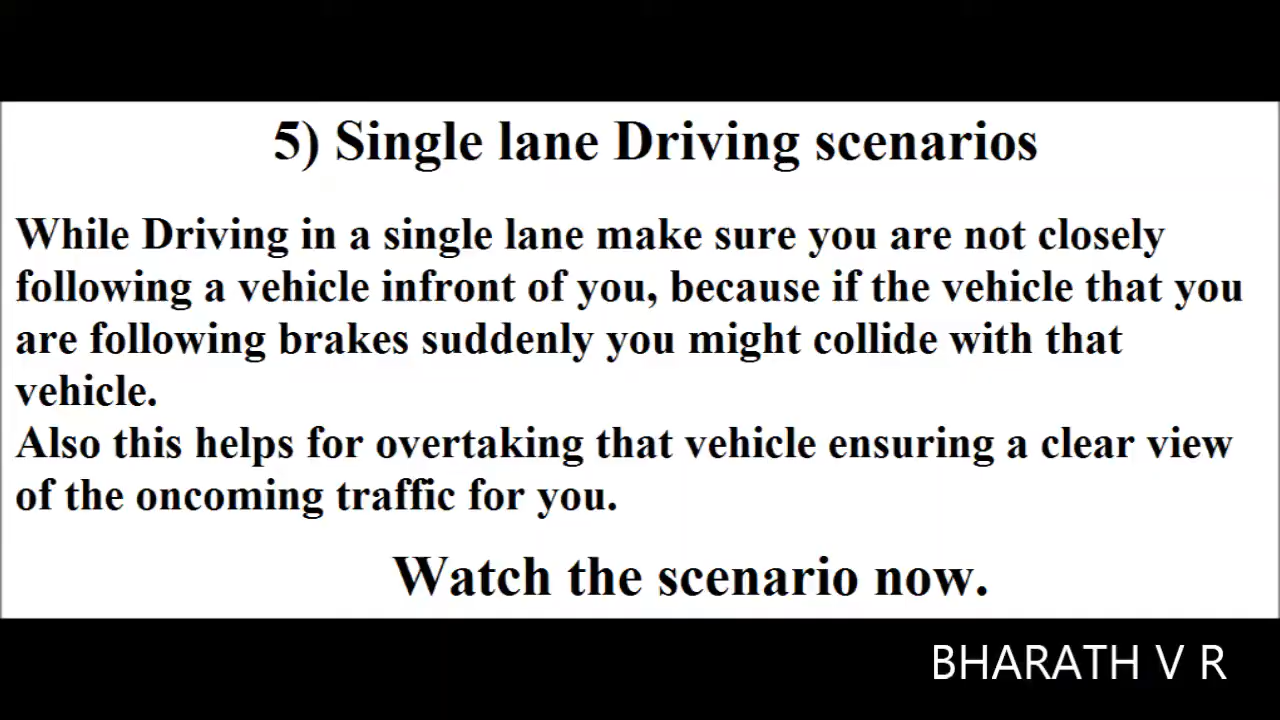 5) Single lane Driving scenarios
While Driving in a single lane make sure you are not closely
following a vehicle infront of you, because if the vehicle that you
are following brakes suddenly you might collide with that
vehicle.
Also this helps for overtaking that vehicle ensuring a clear view
of the oncoming traffic for you.
Watch the scenario now.
BHARATH V R